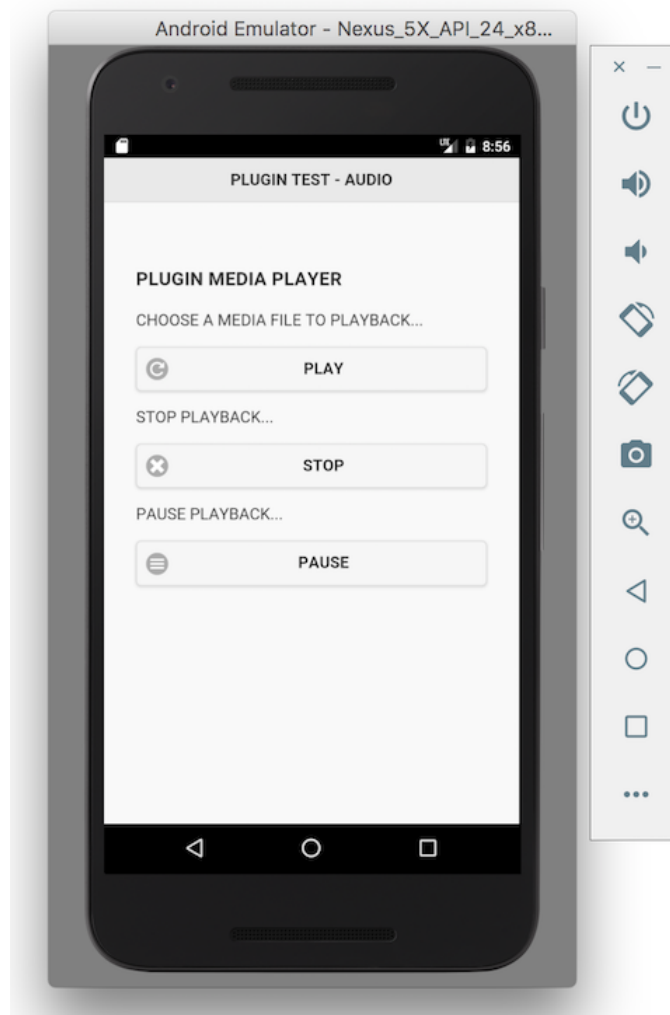 Android Emulator - Nexus_5X_API_24_x8...
LTE 8:56
PLUGIN TEST - AUDIO
PLUGIN MEDIA PLAYER
CHOOSE A MEDIA FILE TO PLAYBACK...
PLAY
STOP PLAYBACK...
STOP
PAUSE PLAYBACK...
PAUSE